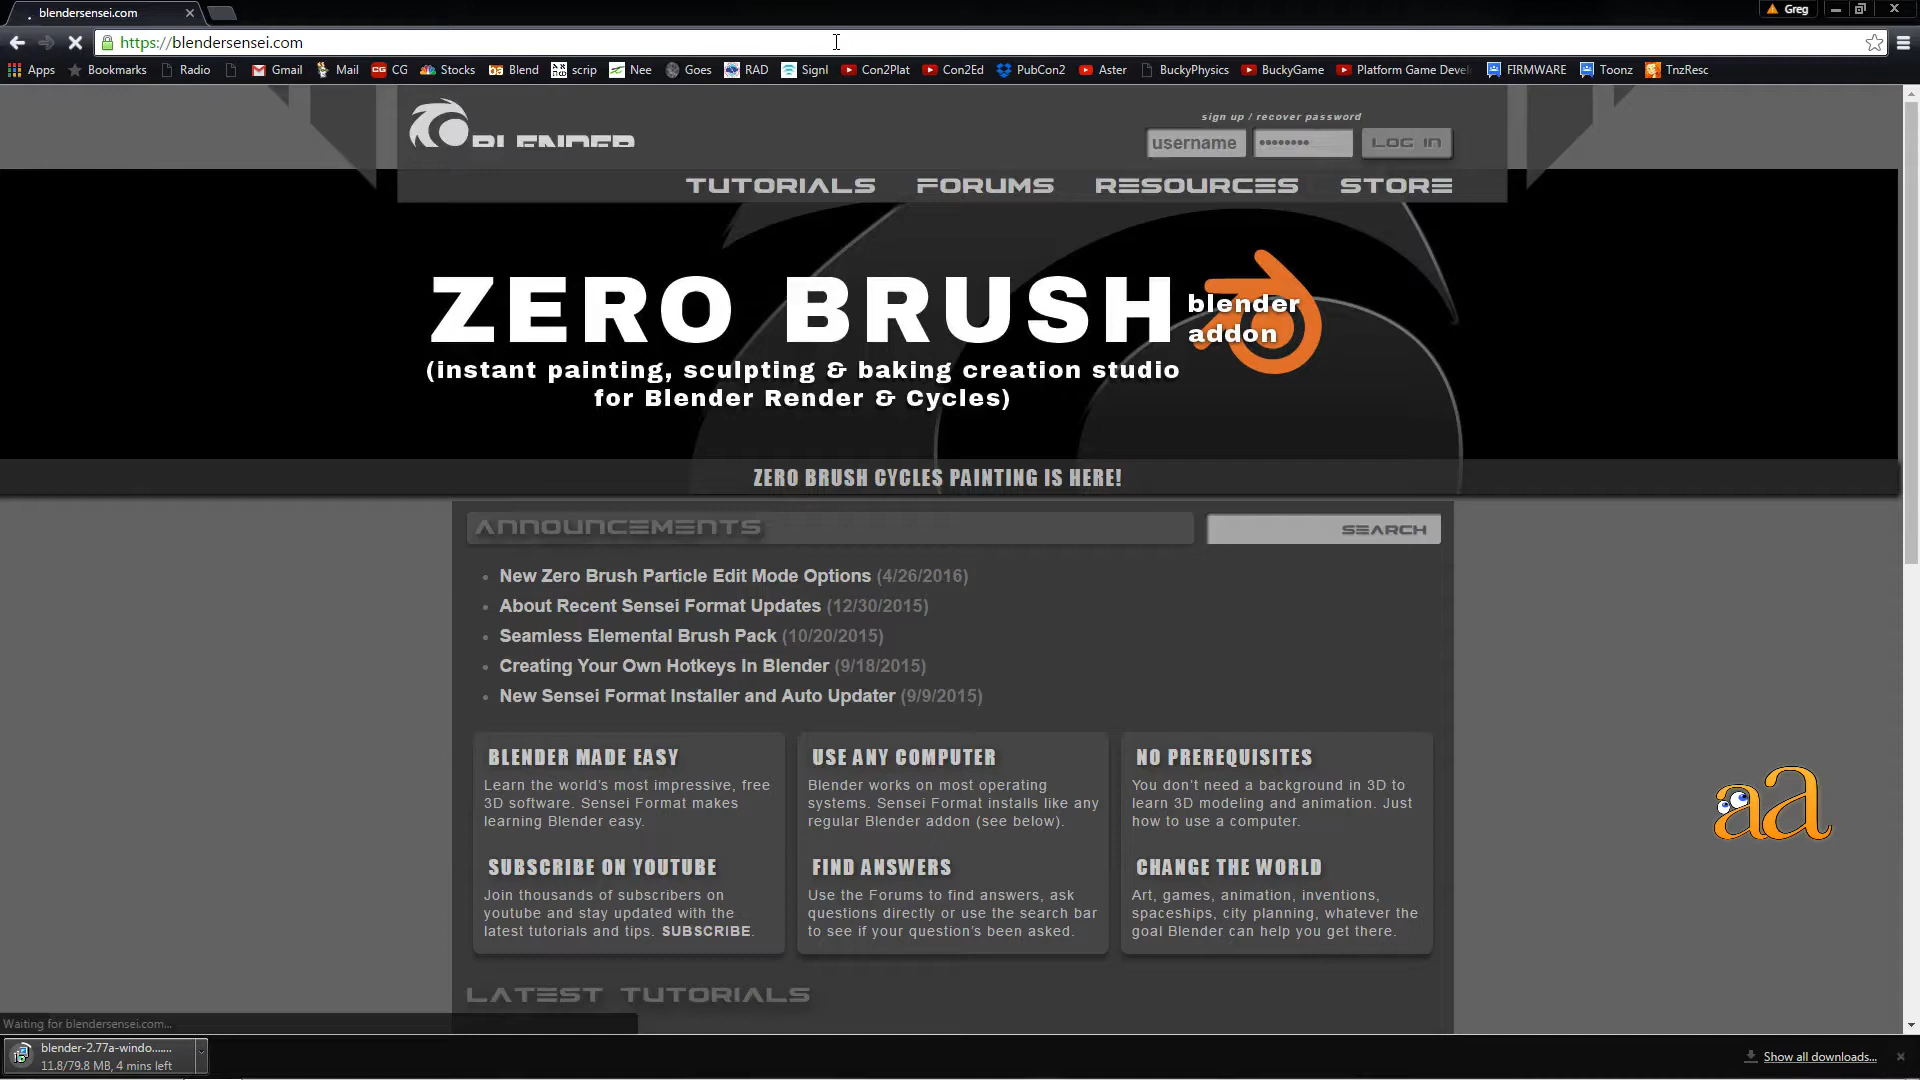 blendersensei.com
Greg
https://blendersensei.com
Apps Bookmarks Radio Gmail Mail CG Stocks Blend scrip Nee Goes RAD Signl Con2Plat Con2Ed PubCon2 Aster BuckyPhysics BuckyGame Platform Game Devel FIRMWARE Toonz TnzResc
BLENDER
sign up / recover password
username
LOG IN
TUTORIALS FORUMS RESOURCES STORE
ZERO BRUSH
blender
addon
(instant painting, sculpting & baking creation studio
for Blender Render & Cycles)
ZERO BRUSH CYCLES PAINTING IS HERE!
ANNOUNCEMENTS
SEARCH
New Zero Brush Particle Edit Mode Options (4/26/2016)
About Recent Sensei Format Updates (12/30/2015)
Seamless Elemental Brush Pack (10/20/2015)
Creating Your Own Hotkeys In Blender (9/18/2015)
New Sensei Format Installer and Auto Updater (9/9/2015)
BLENDER MADE EASY
Learn the world's most impressive, free
3D software. Sensei Format makes
learning Blender easy.
USE ANY COMPUTER
Blender works on most operating
systems. Sensei Format installs like any
regular Blender addon (see below).
NO PREREQUISITES
You don't need a background in 3D to
learn 3D modeling and animation. Just
how to use a computer.
SUBSCRIBE ON YOUTUBE
Join thousands of subscribers on
youtube and stay updated with the
latest tutorials and tips. SUBSCRIBE.
FIND ANSWERS
Use the Forums to find answers, ask
questions directly or use the search bar
to see if your question's been asked.
CHANGE THE WORLD
Art, games, animation, inventions,
spaceships, city planning, whatever the
goal Blender can help you get there.
aa
LATEST TUTORIALS
Waiting for blendersensei.com...
blender-2.77a-windo......
11.8/79.8 MB, 4 mins left
Show all downloads...